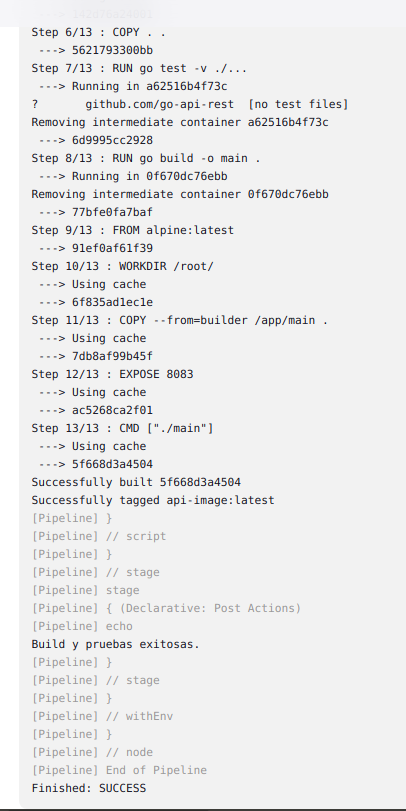 Step 6/13 : COPY . .
---> 5621793300bb
Step 7/13 : RUN go test -v ./...
---> Running in a62516b4f73c
? github.com/go-api-rest [no test files]
Removing intermediate container a62516b4f73c
---> 6d9995cc2928
Step 8/13 : RUN go build -o main .
---> Running in 0f670dc76ebb
Removing intermediate container 0f670dc76ebb
---> 77bfe0fa7baf
Step 9/13 : FROM alpine:latest
---> 91ef0af61f39
Step 10/13 : WORKDIR /root/
---> Using cache
---> 6f835ad1ec1e
Step 11/13 : COPY --from=builder /app/main .
---> Using cache
---> 7db8af99b45f
Step 12/13 : EXPOSE 8083
---> Using cache
---> ac5268ca2f01
Step 13/13 : CMD ["./main"]
---> Using cache
---> 5f668d3a4504
Successfully built 5f668d3a4504
Successfully tagged api-image:latest
[Pipeline] }
[Pipeline] // script
[Pipeline] }
[Pipeline] // stage
[Pipeline] stage
[Pipeline] { (Declarative: Post Actions)
[Pipeline] echo
Build y pruebas exitosas.
[Pipeline] }
[Pipeline] // stage
[Pipeline] }
[Pipeline] // withEnv
[Pipeline] }
[Pipeline] // node
[Pipeline] End of Pipeline
Finished: SUCCESS